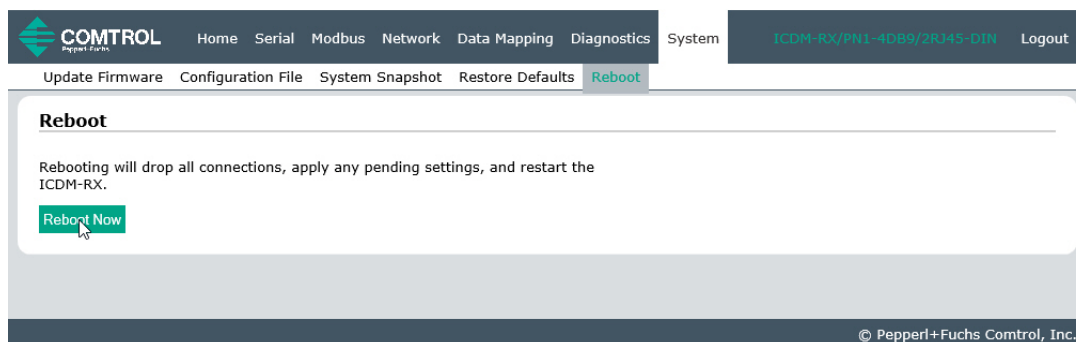 COMTROL
Pepperl-Fuchs
Home Serial Modbus Network Data Mapping Diagnostics System ICDM-RX/PN1-4DB9/2RJ45-DIN Logout
Update Firmware Configuration File System Snapshot Restore Defaults Reboot
Reboot
Rebooting will drop all connections, apply any pending settings, and restart the
ICDM-RX.
Reboot Now
© Pepperl+Fuchs Comtrol, Inc.